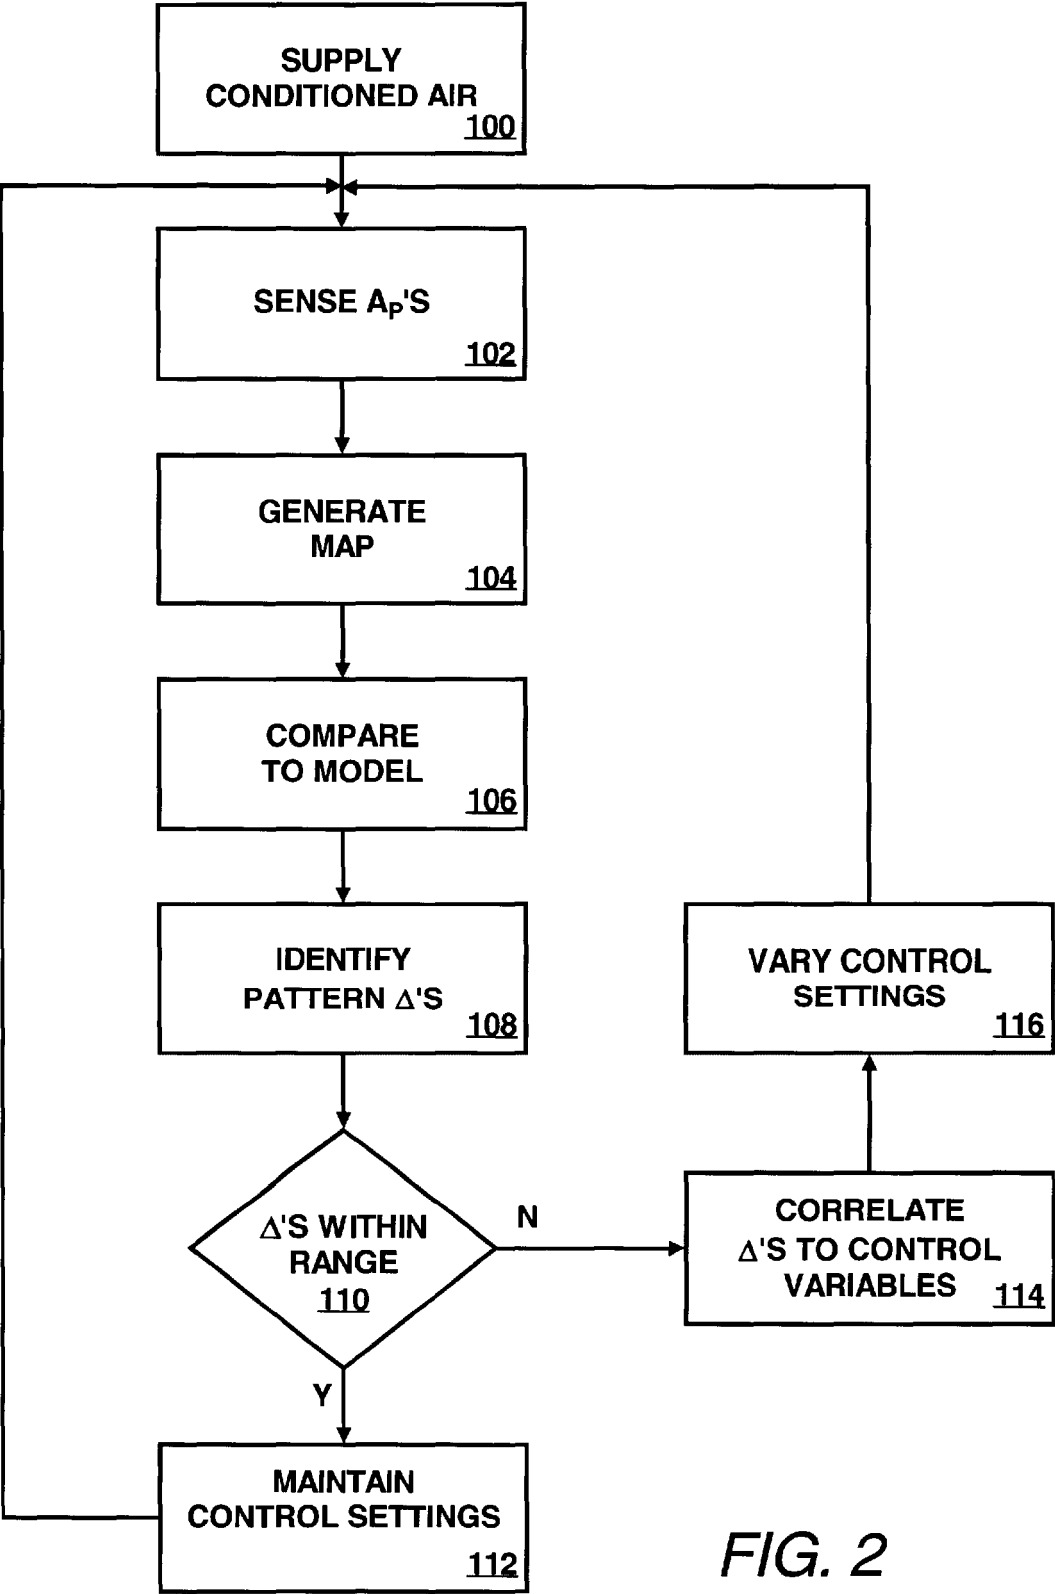 SUPPLY
CONDITIONED AIR
100
SENSE AP'S
102
GENERATE
MAP
104
COMPARE
TO MODEL
106
IDENTIFY
PATTERN Δ'S
108
Δ'S WITHIN
RANGE
110
N
Y
MAINTAIN
CONTROL SETTINGS
112
CORRELATE
Δ'S TO CONTROL
VARIABLES
114
VARY CONTROL
SETTINGS
116
FIG. 2